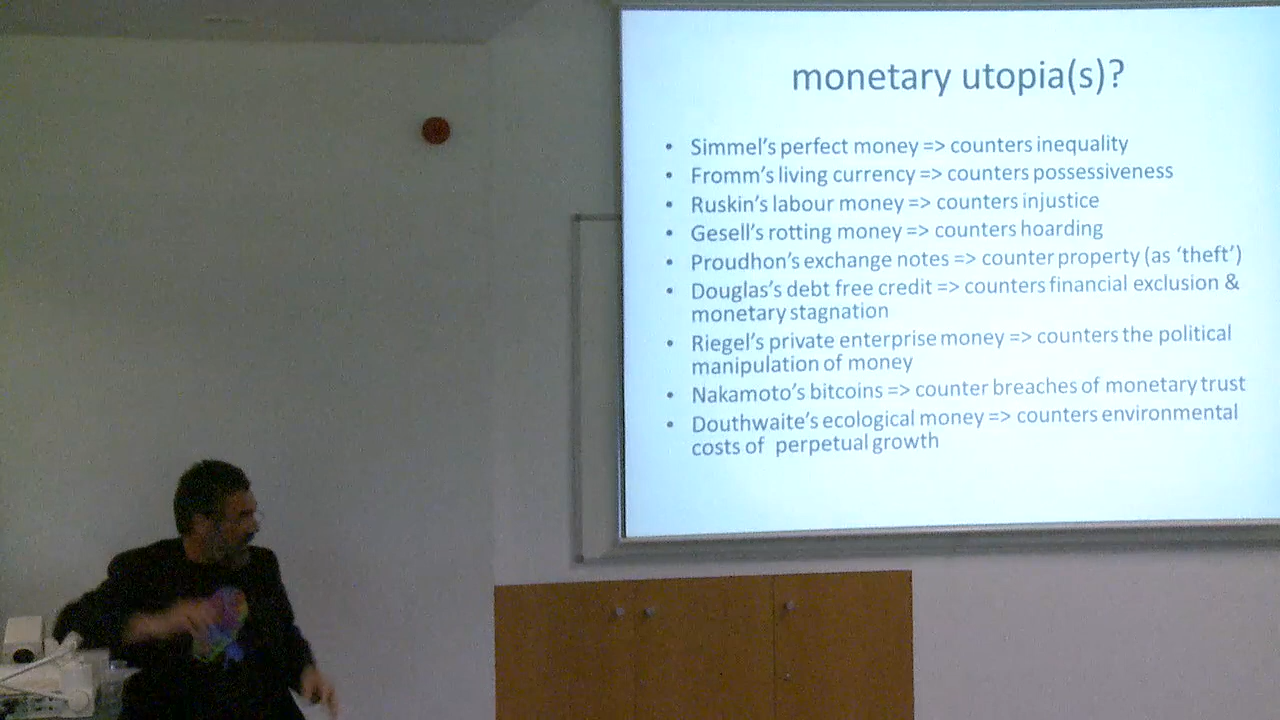 monetary utopia(s)?
• Simmel's perfect money => counters inequality
• Fromm's living currency => counters possessiveness
• Ruskin's labour money => counters injustice
• Gesell's rotting money => counters hoarding
• Proudhon's exchange notes => counter property (as 'theft')
• Douglas's debt free credit => counters financial exclusion &
monetary stagnation
• Riegel's private enterprise money => counters the political
manipulation of money
• Nakamoto's bitcoins => counter breaches of monetary trust
• Douthwaite's ecological money => counters environmental
costs of perpetual growth